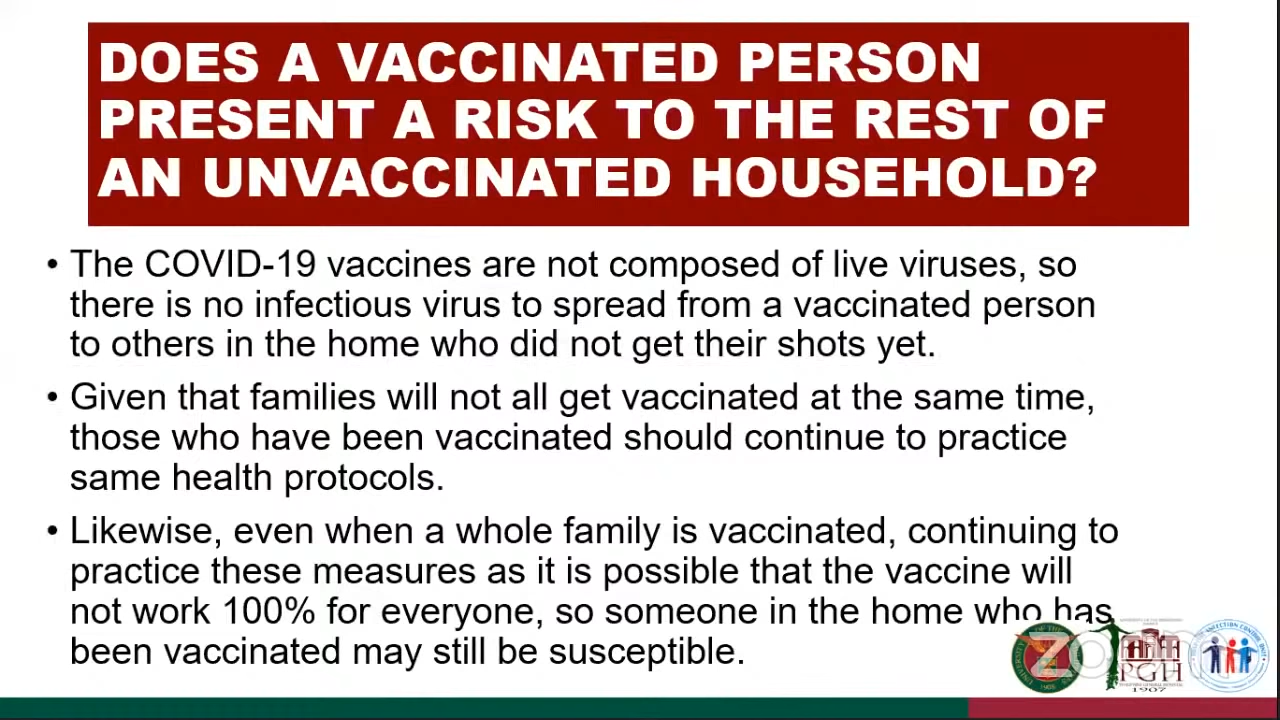 DOES A VACCINATED PERSON
PRESENT A RISK TO THE REST OF
AN UNVACCINATED HOUSEHOLD?
• The COVID-19 vaccines are not composed of live viruses, so
there is no infectious virus to spread from a vaccinated person
to others in the home who did not get their shots yet.
• Given that families will not all get vaccinated at the same time,
those who have been vaccinated should continue to practice
same health protocols.
• Likewise, even when a whole family is vaccinated, continuing to
practice these measures as it is possible that the vaccine will
not work 100% for everyone, so someone in the home who has
been vaccinated may still be susceptible.
zoom
PGH
1907